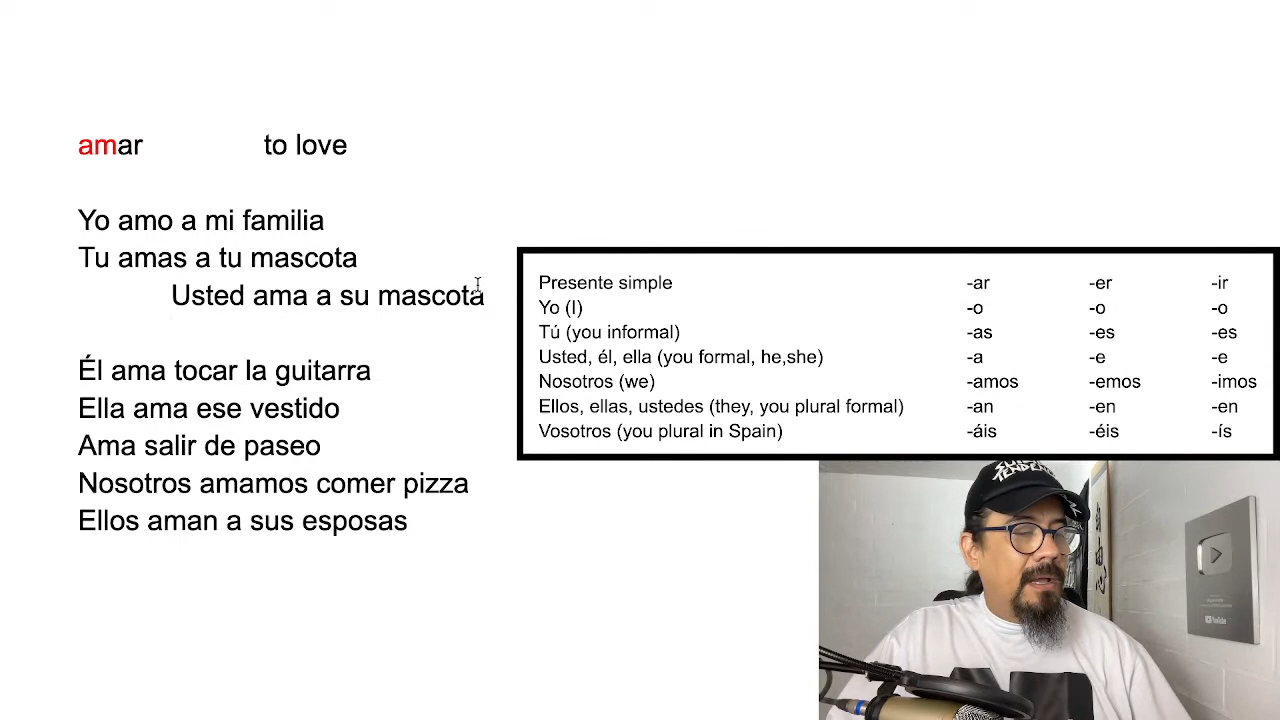 amar to love
Yo amo a mi familia
Tu amas a tu mascota
Usted ama a su mascota
Él ama tocar la guitarra
Ella ama ese vestido
Ama salir de paseo
Nosotros amamos comer pizza
Ellos aman a sus esposas
Presente simple -ar -er -ir
Yo (I) -o -o -o
Tú (you informal) -as -es -es
Usted, él, ella (you formal, he,she) -a -e -e
Nosotros (we) -amos -emos -imos
Ellos, ellas, ustedes (they, you plural formal) -an -en -en
Vosotros (you plural in Spain) -áis -éis -ís
YouTube